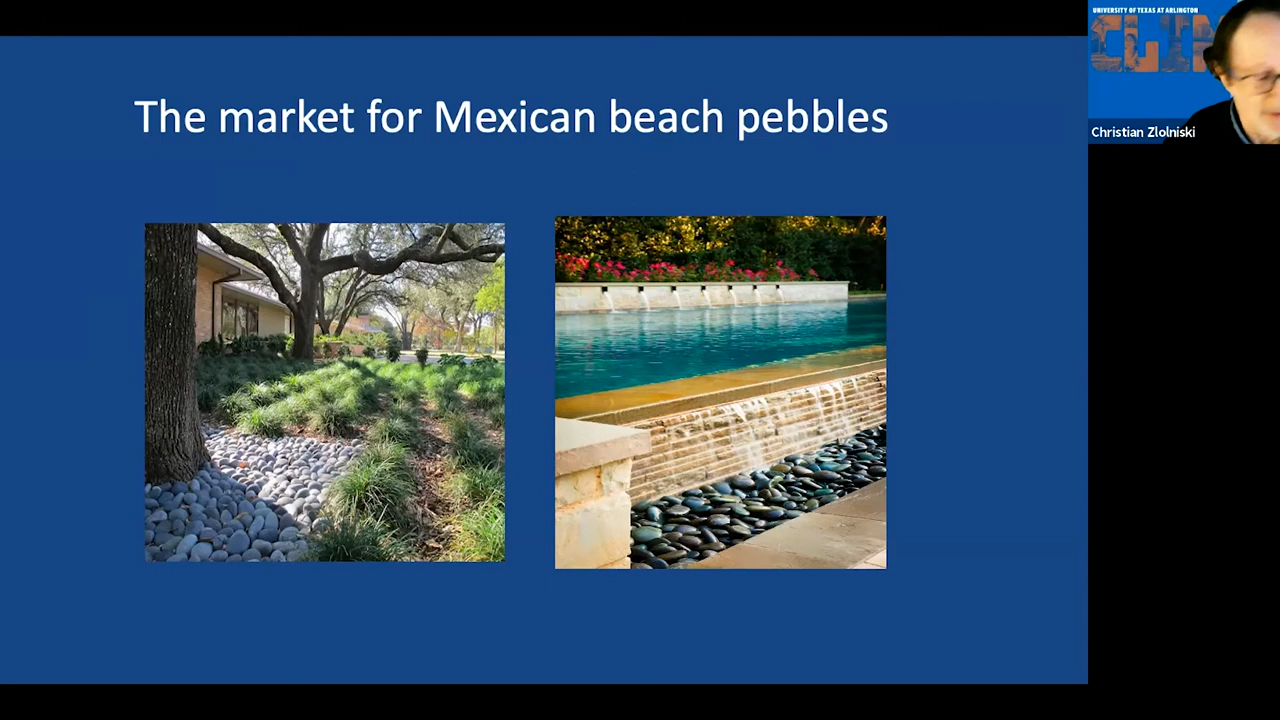 The market for Mexican beach pebbles
UNIVERSITY OF TEXAS AT ARLINGTON
Christian Zlolniski